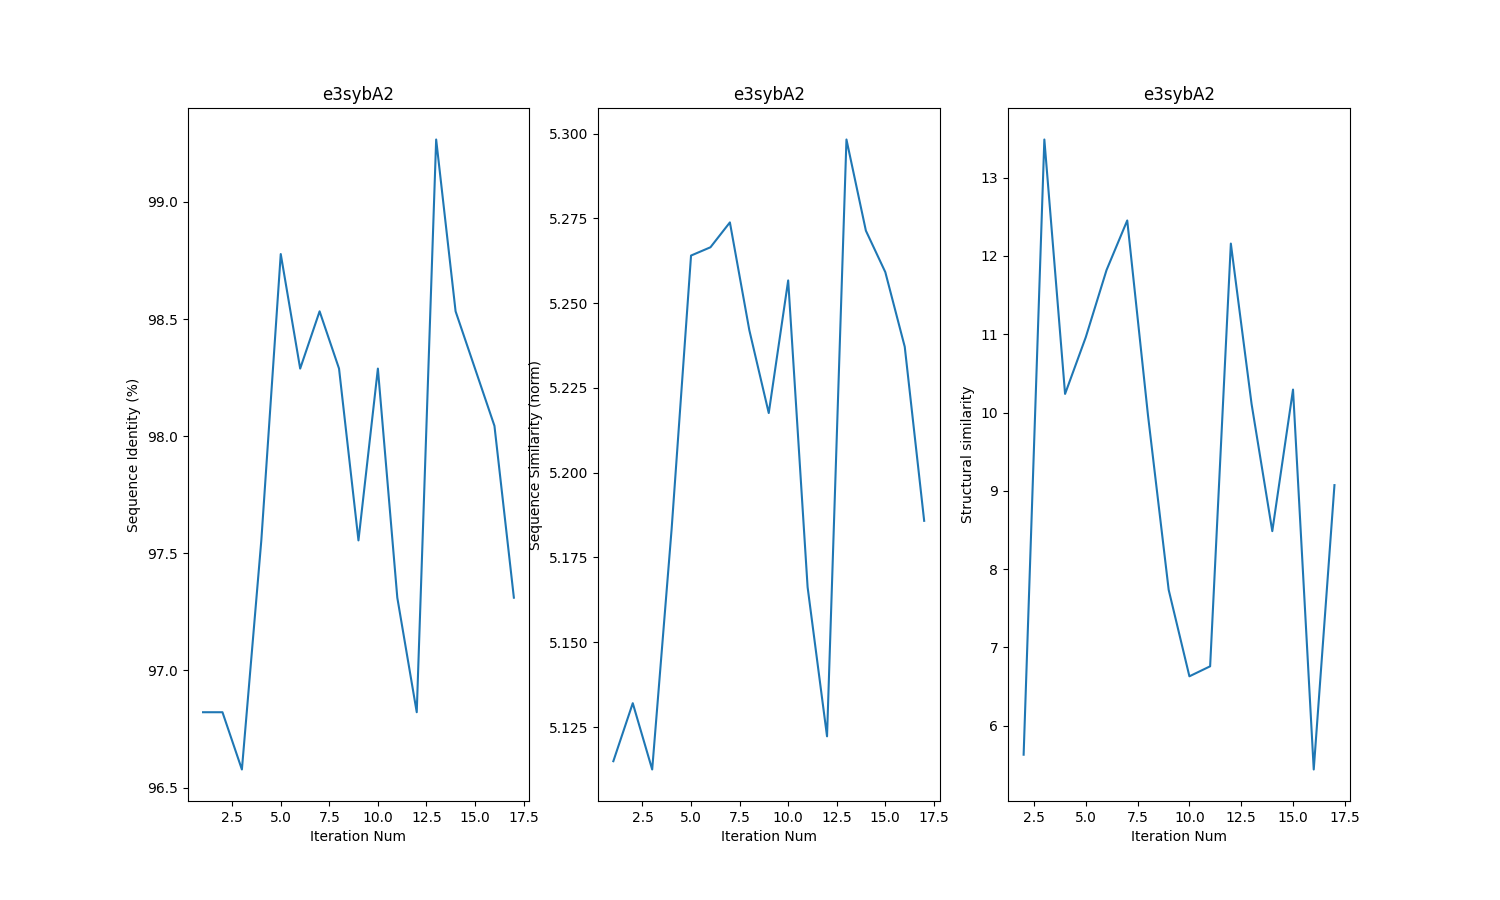 e3sybA2
Sequence Identity (%)
99.0
98.5
98.0
97.5
97.0
96.5
2.5 5.0 7.5 10.0 12.5 15.0 17.5
Iteration Num
e3sybA2
Sequence Similarity (norm)
5.300
5.275
5.250
5.225
5.200
5.175
5.150
5.125
2.5 5.0 7.5 10.0 12.5 15.0 17.5
Iteration Num
e3sybA2
Structural similarity
13
12
11
10
9
8
7
6
2.5 5.0 7.5 10.0 12.5 15.0 17.5
Iteration Num